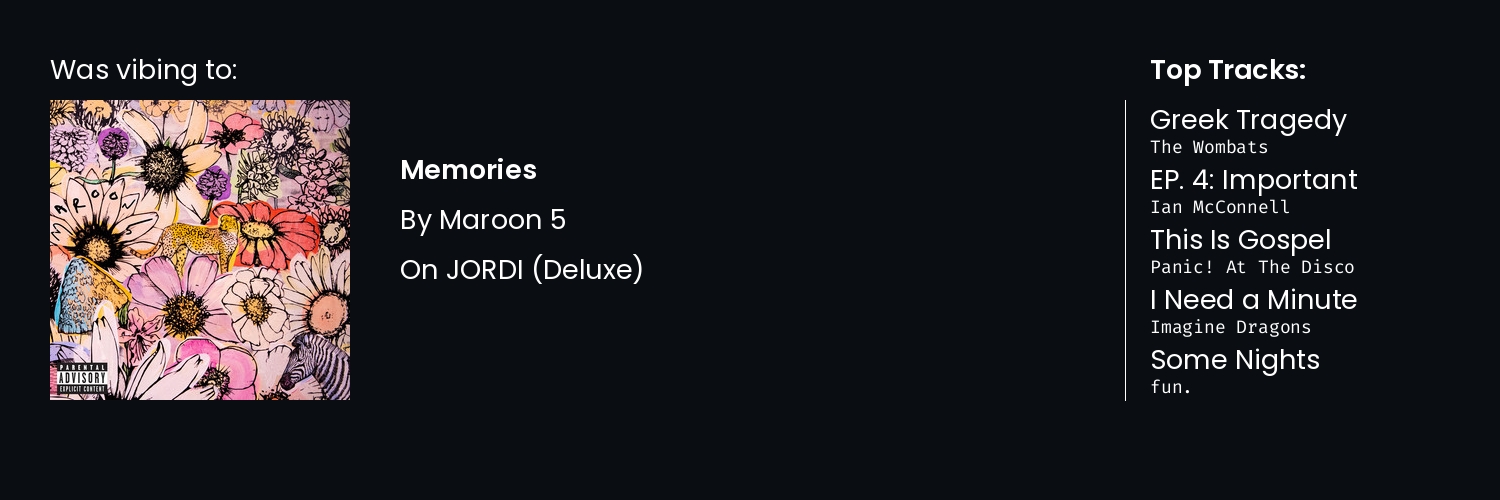 Was vibing to:
MAROON 5
PARENTAL
ADVISORY
EXPLICIT CONTENT
Memories
By Maroon 5
On JORDI (Deluxe)
Top Tracks:
Greek Tragedy
The Wombats
EP. 4: Important
Ian McConnell
This Is Gospel
Panic! At The Disco
I Need a Minute
Imagine Dragons
Some Nights
fun.